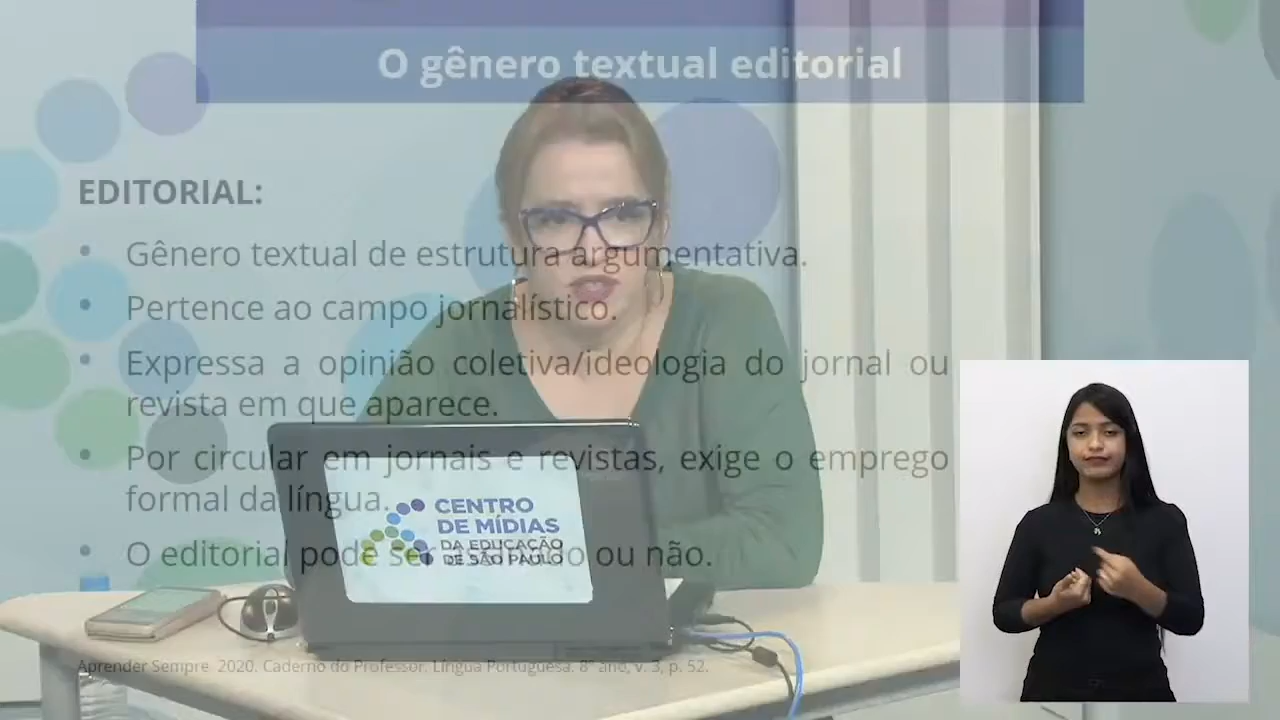 O gênero textual editorial
EDITORIAL:
• Gênero textual de estrutura argumentativa.
• Pertence ao campo jornalístico.
• Expressa a opinião coletiva/ideologia do jornal ou
revista em que aparece.
• Por circular em jornais e revistas, exige o emprego
formal da língua.
• O editorial pode ser ou não.
CENTRO
DE MÍDIAS
DA EDUCAÇÃO
DE SÃO PAULO
Aprender Sempre 2020. Caderno do Professor. Língua Portuguesa. 8º ano, v. 3, p. 52.